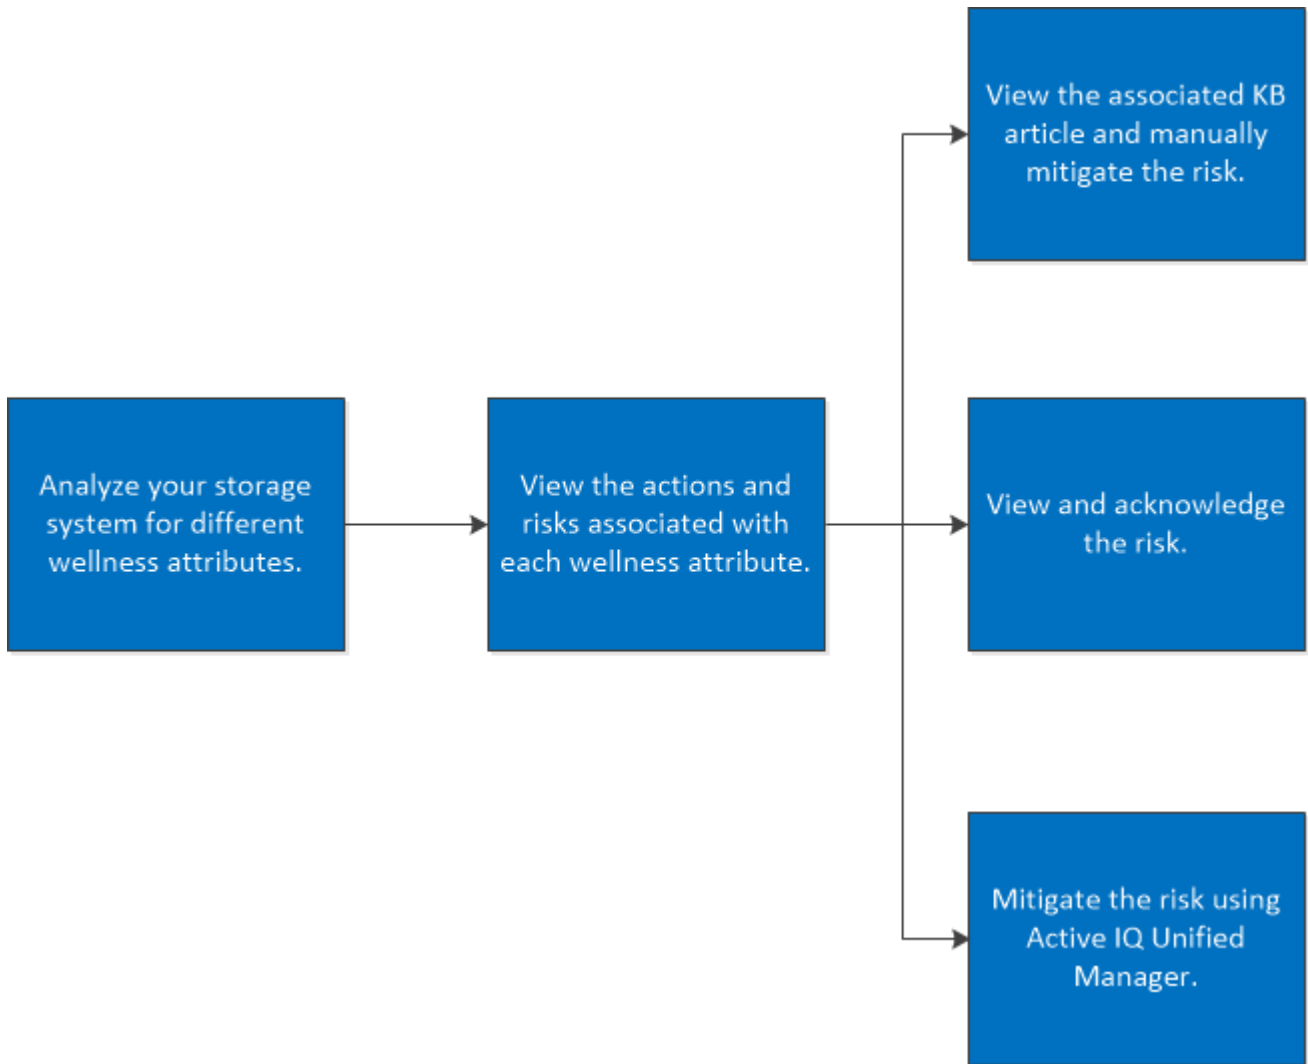 View the associated KB
article and manually
mitigate the risk.
Analyze your storage
system for different
wellness attributes.
View the actions and
risks associated with
each wellness attribute.
View and acknowledge
the risk.
Mitigate the risk using
Active IQ Unified
Manager.